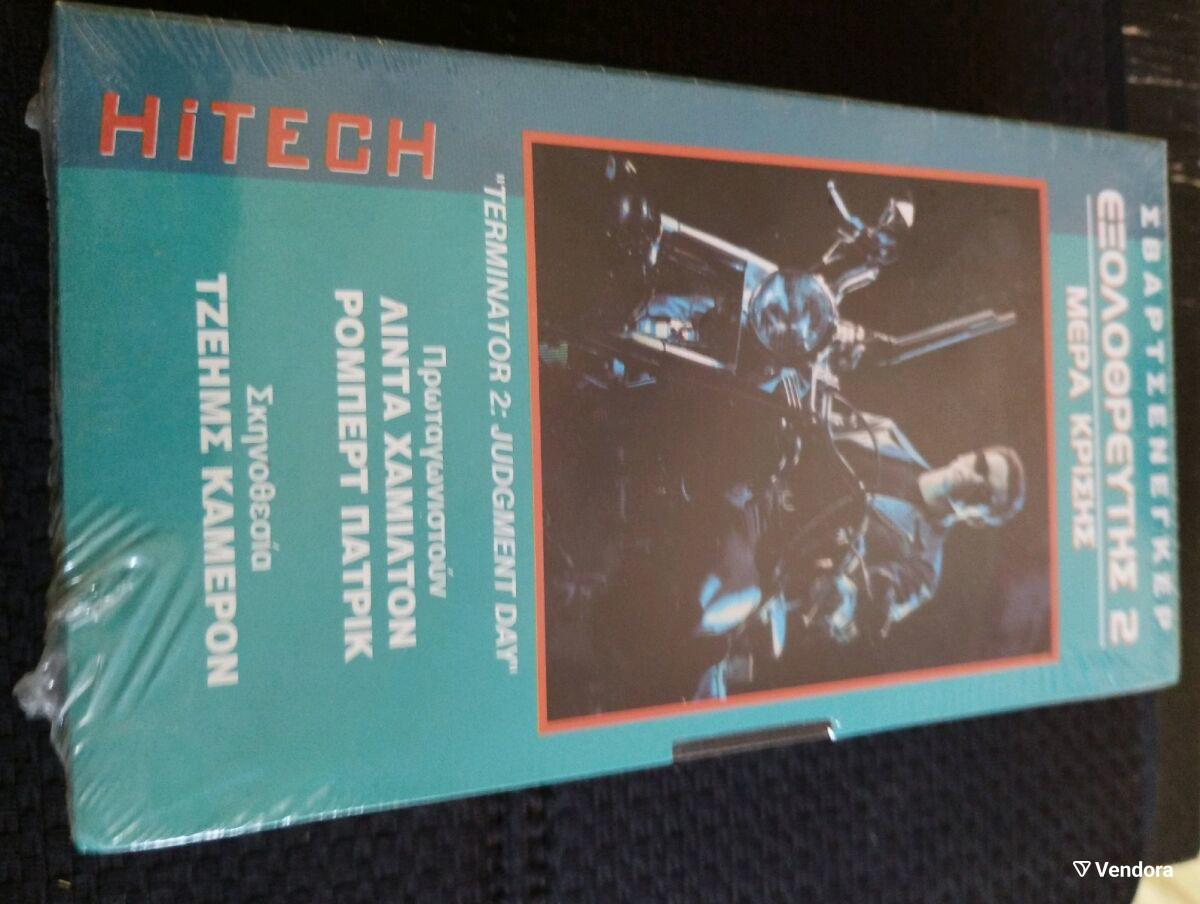 ΣΒΑΡΤΣΕΝΕΓΚΕΡ
ΕΞΟΛΟΘΡΕΥΤΗΣ 2
ΜΕΡΑ ΚΡΙΣΗΣ
"TERMINATOR 2: JUDGMENT DAY"
Πρωταγωνιστούν
ΛΙΝΤΑ ΧΑΜΙΛΤΟΝ
ΡΟΜΠΕΡΤ ΠΑΤΡΙΚ
Σκηνοθεσία
ΤΖΕΗΜΣ ΚΑΜΕΡΟΝ
HiTECH
Vendora